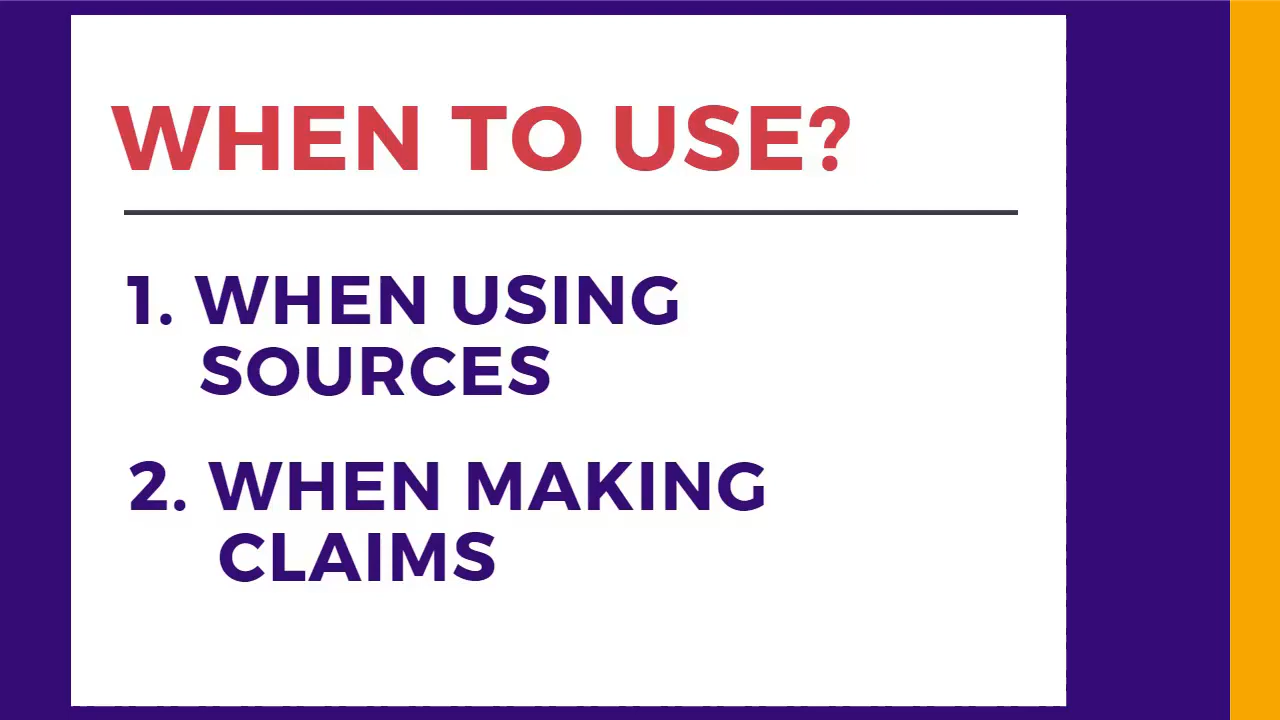 WHEN TO USE?
1. WHEN USING
SOURCES
2. WHEN MAKING
CLAIMS